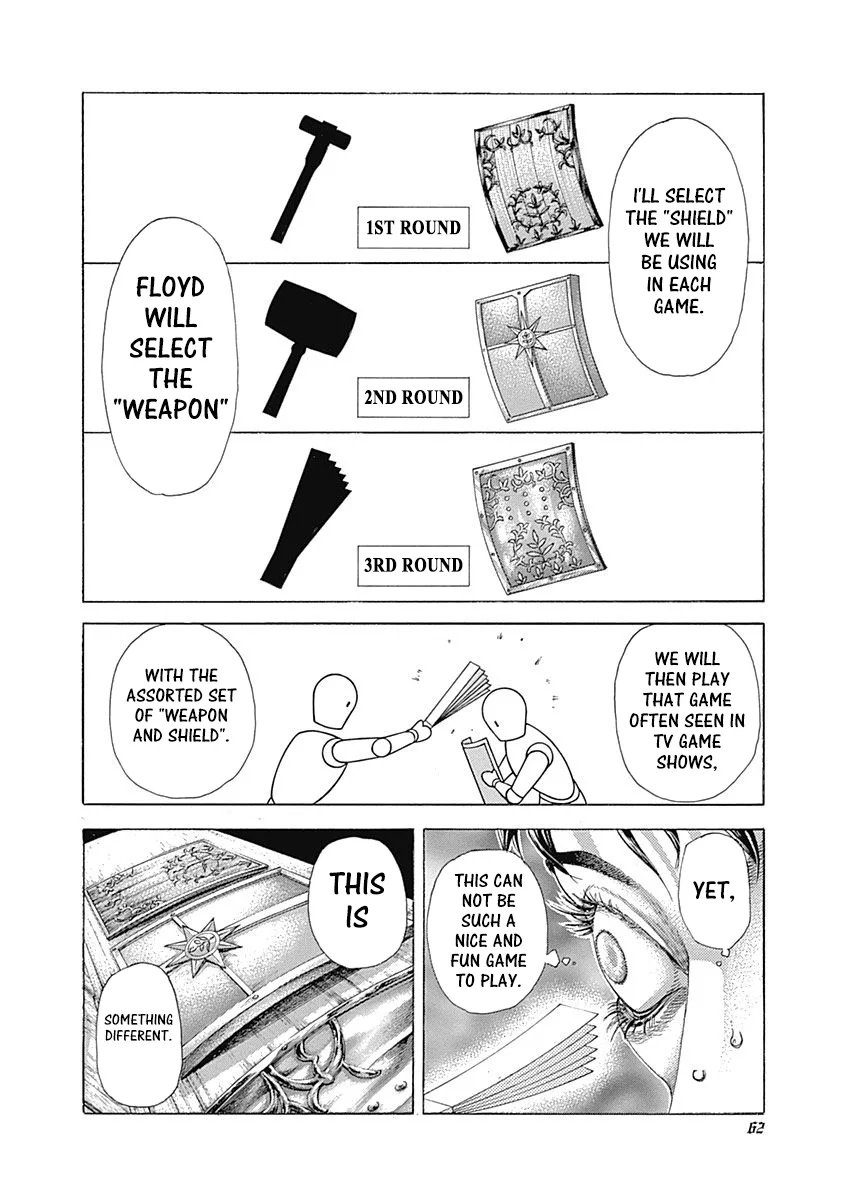 I'LL SELECT
THE "SHIELD"
WE WILL
BE USING
IN EACH
GAME.
1ST ROUND
FLOYD
WILL
SELECT
THE
"WEAPON"
2ND ROUND
3RD ROUND
WE WILL
THEN PLAY
THAT GAME
OFTEN SEEN IN
TV GAME
SHOWS,
WITH THE
ASSORTED SET
OF "WEAPON
AND SHIELD".
YET,
THIS CAN
NOT BE
SUCH A
NICE AND
FUN GAME
TO PLAY.
THIS
IS
SOMETHING
DIFFERENT.
62